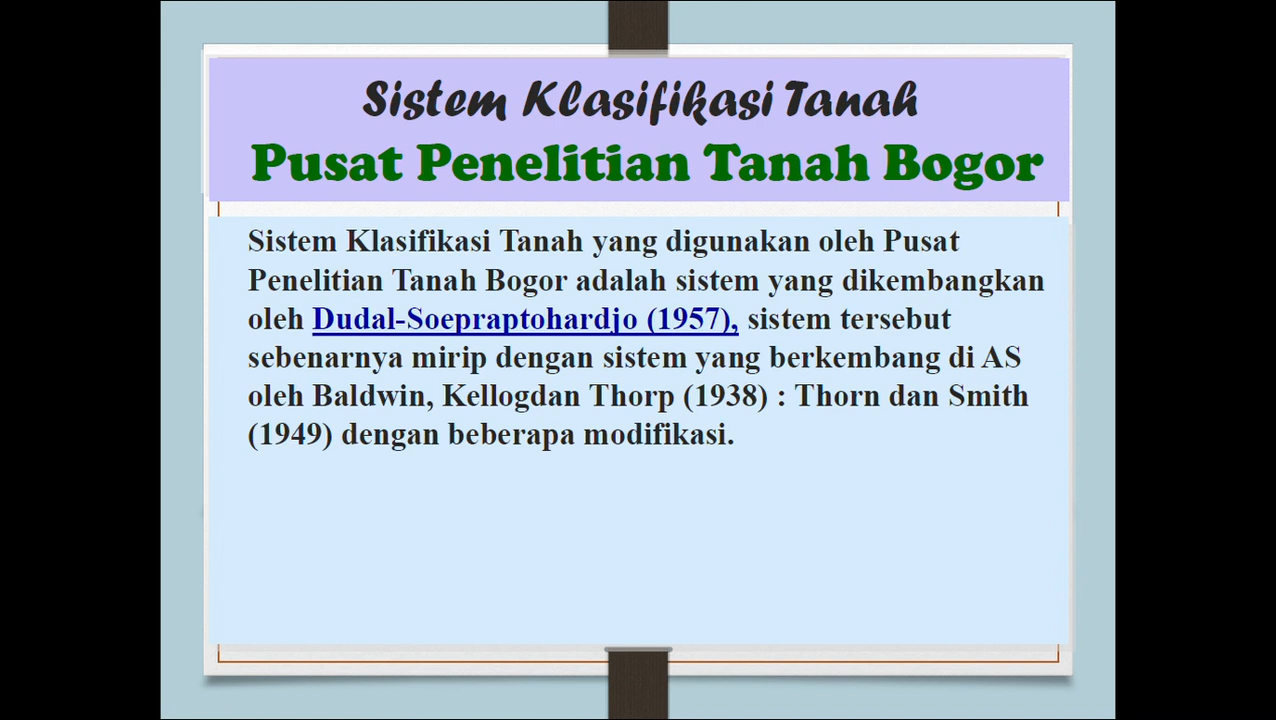 Sistem Klasifikasi Tanah
Pusat Penelitian Tanah Bogor
Sistem Klasifikasi Tanah yang digunakan oleh Pusat
Penelitian Tanah Bogor adalah sistem yang dikembangkan
oleh Dudal-Soepraptohardjo (1957), sistem tersebut
sebenarnya mirip dengan sistem yang berkembang di AS
oleh Baldwin, Kellogdan Thorp (1938) : Thorn dan Smith
(1949) dengan beberapa modifikasi.